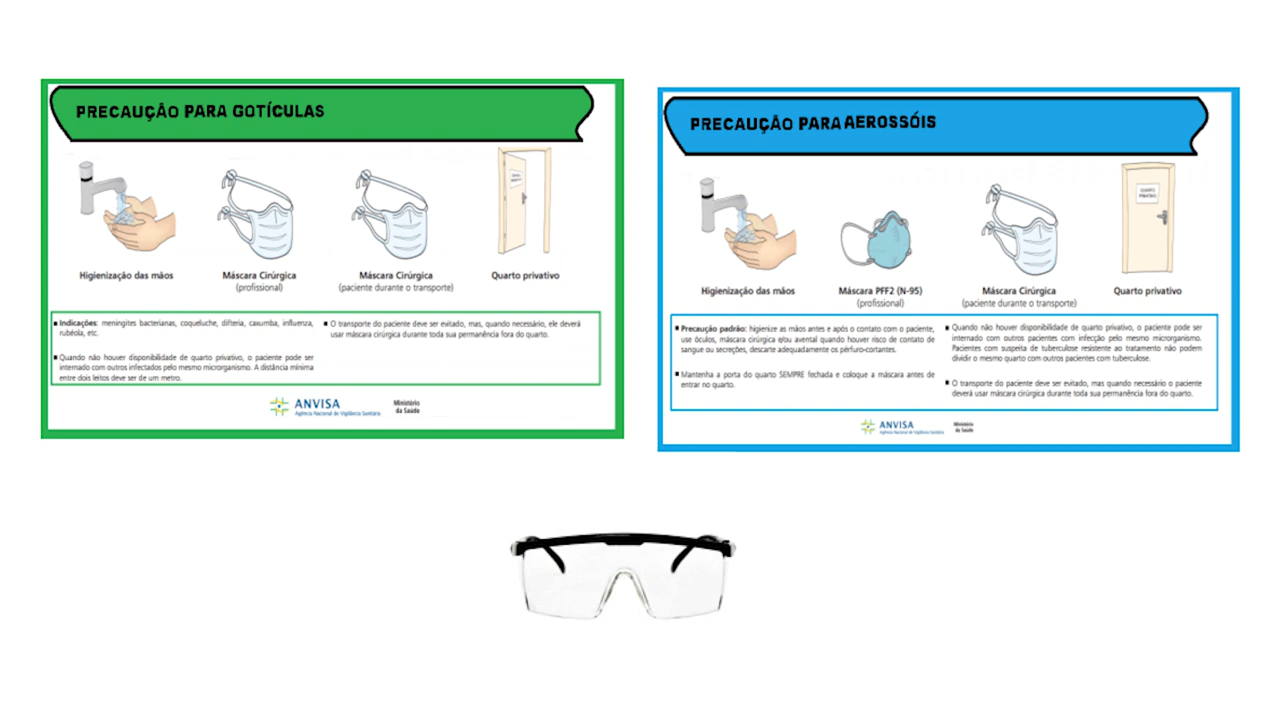 PRECAUÇÃO PARA GOTÍCULAS
Higienização das mãos
Máscara Cirúrgica
(profissional)
Máscara Cirúrgica
(paciente durante o transporte)
Quarto privativo
Indicações: meningites bacterianas, coqueluche, difteria, caxumba, influenza,
rubéola, etc.
Quando não houver disponibilidade de quarto privativo, o paciente pode ser
internado com outros infectados pelo mesmo microrganismo. A distância mínima
entre dois leitos deve ser de um metro.
O transporte do paciente deve ser evitado, mas, quando necessário, ele deverá
usar máscara cirúrgica durante toda sua permanência fora do quarto.
ANVISA
Agência Nacional de Vigilância Sanitária
Ministério
da Saúde
PRECAUÇÃO PARA AEROSSÓIS
QUARTO
PRIVATIVO
Higienização das mãos
Máscara PFF2 (N-95)
(profissional)
Máscara Cirúrgica
(paciente durante o transporte)
Quarto privativo
Precaução padrão: higienize as mãos antes e após o contato com o paciente,
use óculos, máscara cirúrgica e/ou avental quando houver risco de contato de
sangue ou secreções, descarte adequadamente os pérfuro-cortantes.
Mantenha a porta do quarto SEMPRE fechada e coloque a máscara antes de
entrar no quarto.
Quando não houver disponibilidade de quarto privativo, o paciente pode ser
internado com outros pacientes com infecção pelo mesmo microrganismo.
Pacientes com suspeita de tuberculose resistente ao tratamento não podem
dividir o mesmo quarto com outros pacientes com tuberculose.
O transporte do paciente deve ser evitado, mas quando necessário o paciente
deverá usar máscara cirúrgica durante toda sua permanência fora do quarto.
ANVISA
Agência Nacional de Vigilância Sanitária
Ministério
da Saúde